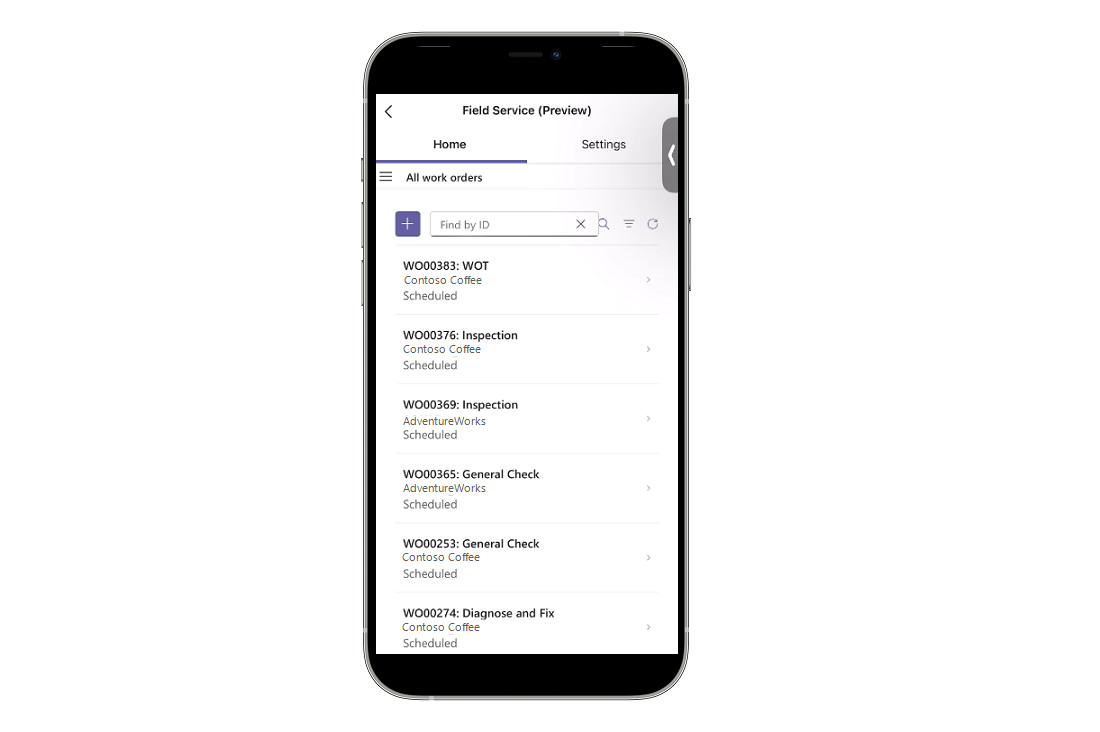 Field Service (Preview)
Home
Settings
All work orders
Find by ID
WO00383: WOT
Contoso Coffee
Scheduled
WO00376: Inspection
Contoso Coffee
Scheduled
WO00369: Inspection
AdventureWorks
Scheduled
WO00365: General Check
AdventureWorks
Scheduled
WO00253: General Check
Contoso Coffee
Scheduled
WO00274: Diagnose and Fix
Contoso Coffee
Scheduled